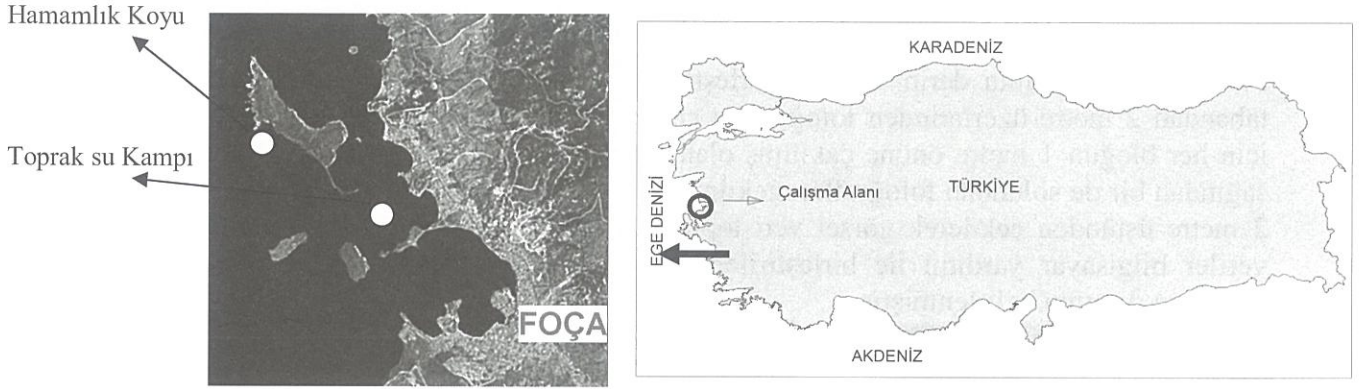 Hamamlık Koyu
Toprak su Kampı
FOÇA
KARADENİZ
EGE DENİZİ
Çalışma Alanı
TÜRKİYE
AKDENİZ